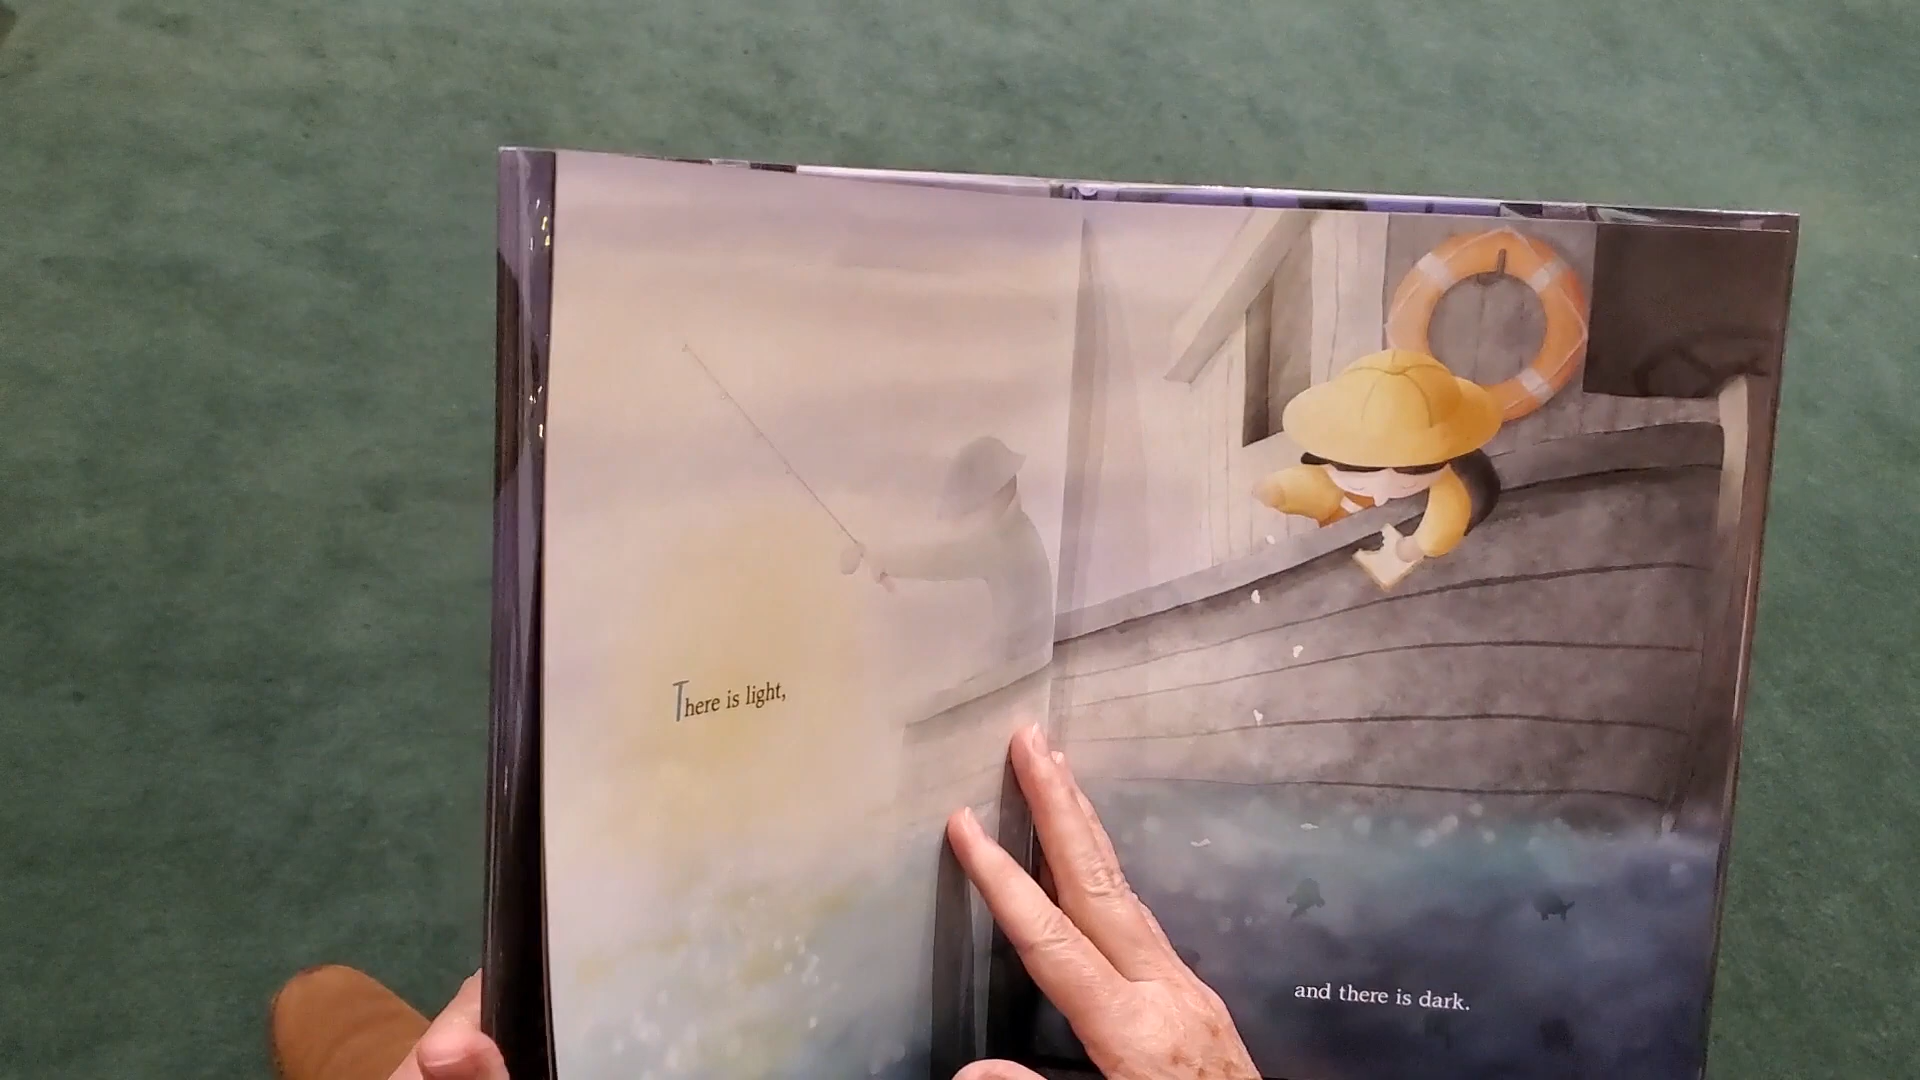 There is light,
and there is dark.